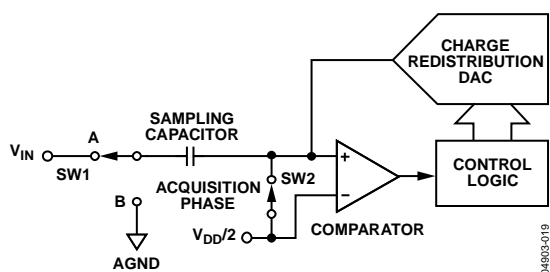 CHARGE
REDISTRIBUTION
DAC
SAMPLING
CAPACITOR
A
VIN
SW1
+
SW2
ACQUISITION
PHASE
−
CONTROL
LOGIC
B
COMPARATOR
VDD/2
AGND
04903-019